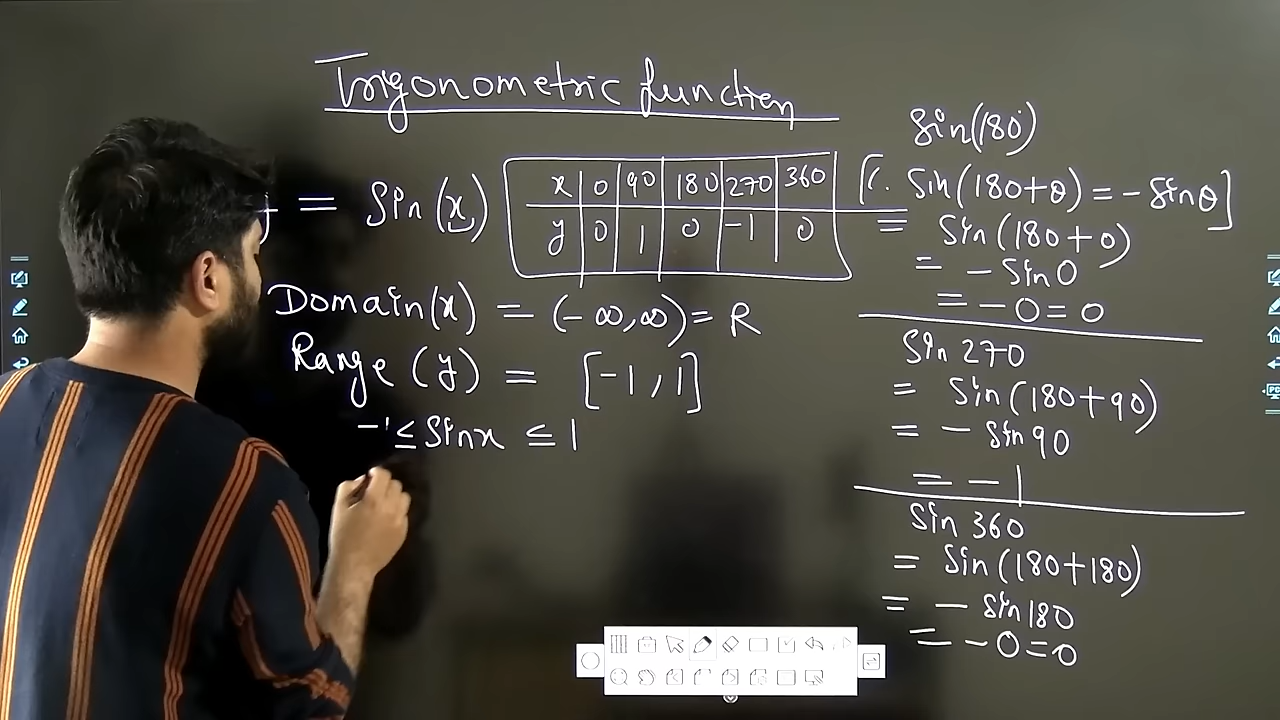 Trigonometric function
= Sin(x)
x 0 90 180 270 360
y 0 1 0 -1 0
Domain(x) = (-∞,∞) = R
Range (y) = [-1,1]
-1 ≤ Sinx ≤ 1
Sin(180)
[∵ Sin(180+θ) = -Sinθ]
= Sin(180+0)
= - Sin0
= -0=0
Sin 270
= Sin(180+90)
= - Sin 90
= -1
Sin 360
= Sin(180+180)
= - Sin180
= -0=0